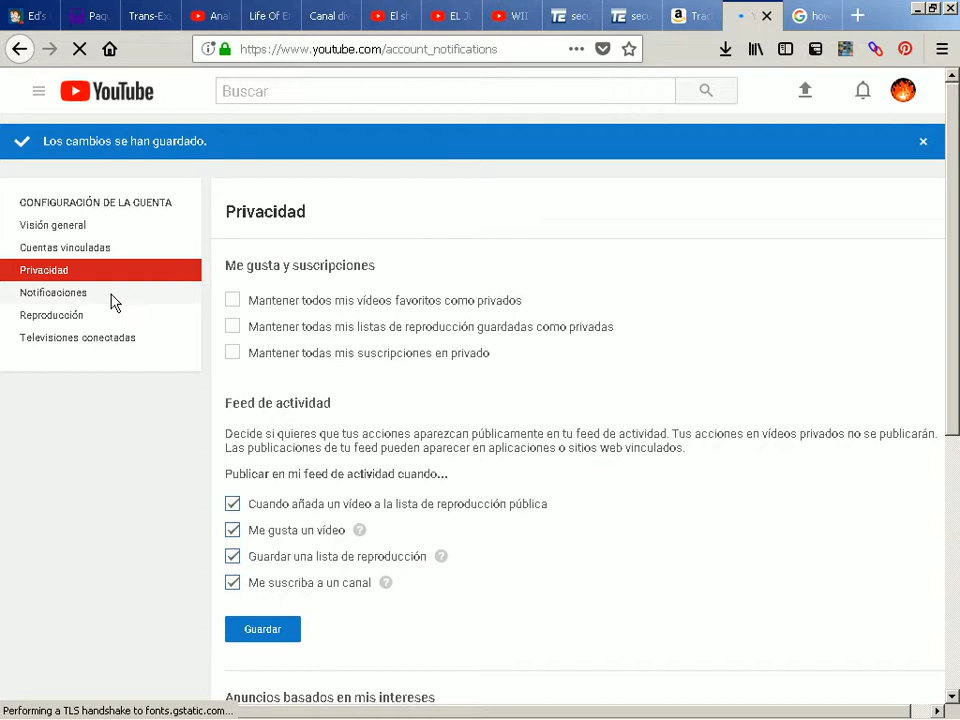 Ed's
Paqu
Trans-Ex
Anal
Life Of E
Canal di
El sh
EL JU
WII
secu
secu
Trac
Y
how
https://www.youtube.com/account_notifications
YouTube
Buscar
Los cambios se han guardado.
CONFIGURACIÓN DE LA CUENTA
Visión general
Cuentas vinculadas
Privacidad
Notificaciones
Reproducción
Televisiones conectadas
Privacidad
Me gusta y suscripciones
Mantener todos mis vídeos favoritos como privados
Mantener todas mis listas de reproducción guardadas como privadas
Mantener todas mis suscripciones en privado
Feed de actividad
Decide si quieres que tus acciones aparezcan públicamente en tu feed de actividad. Tus acciones en vídeos privados no se publicarán.
Las publicaciones de tu feed pueden aparecer en aplicaciones o sitios web vinculados.
Publicar en mi feed de actividad cuando...
Cuando añada un vídeo a la lista de reproducción pública
Me gusta un vídeo ?
Guardar una lista de reproducción ?
Me suscriba a un canal ?
Guardar
Anuncios basados en mis intereses
Performing a TLS handshake to fonts.gstatic.com...